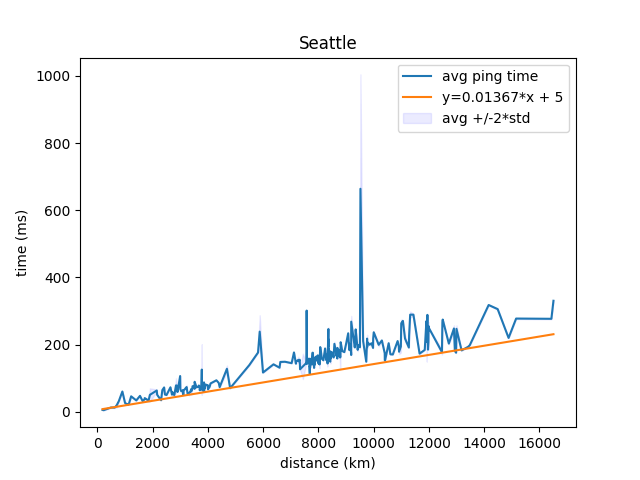 Seattle
avg ping time
y=0.01367*x + 5
avg +/-2*std
1000
800
600
400
200
0
time (ms)
0 2000 4000 6000 8000 10000 12000 14000 16000
distance (km)